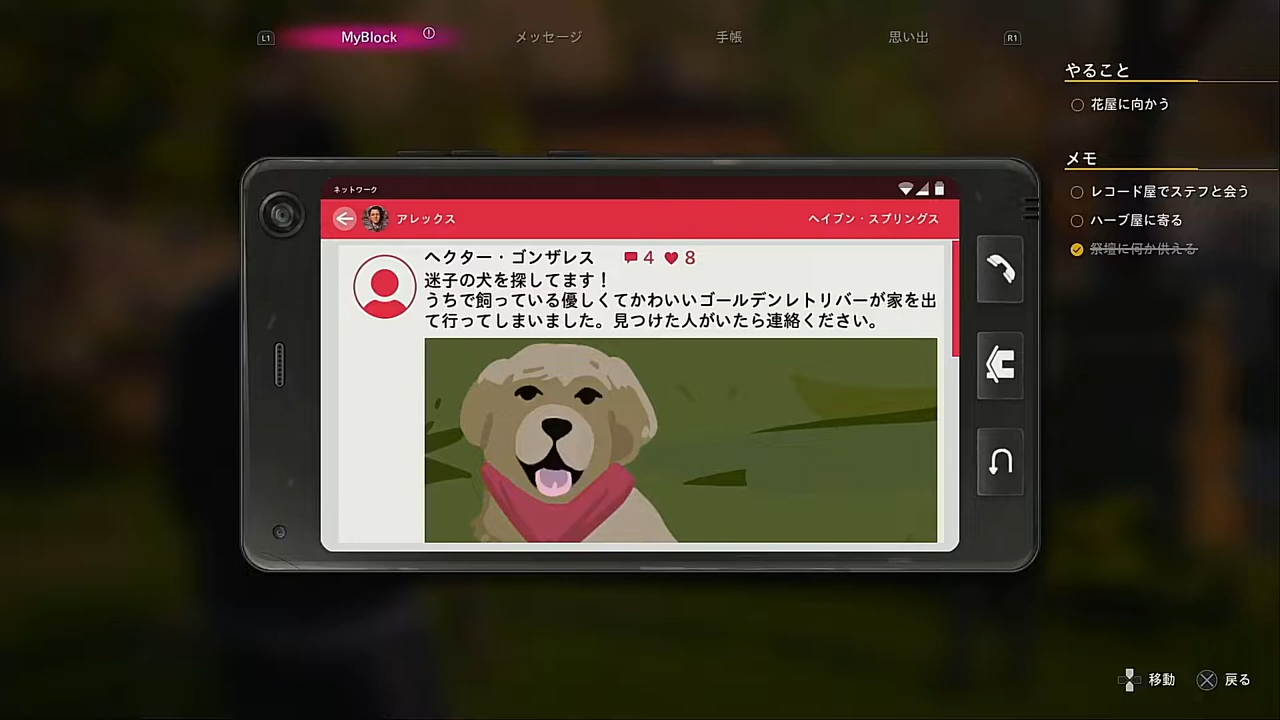 L1
MyBlock
メッセージ
手帳
思い出
R1
やること
花屋に向かう
メモ
レコード屋でステフと会う
ハーブ屋に寄る
祭壇に何か供える
ネットワーク
アレックス
ヘイブン・スプリングス
ヘクター・ゴンザレス 4 8
迷子の犬を探してます！
うちで飼っている優しくてかわいいゴールデンレトリバーが家を出
て行ってしまいました。見つけた人がいたら連絡ください。
移動
戻る